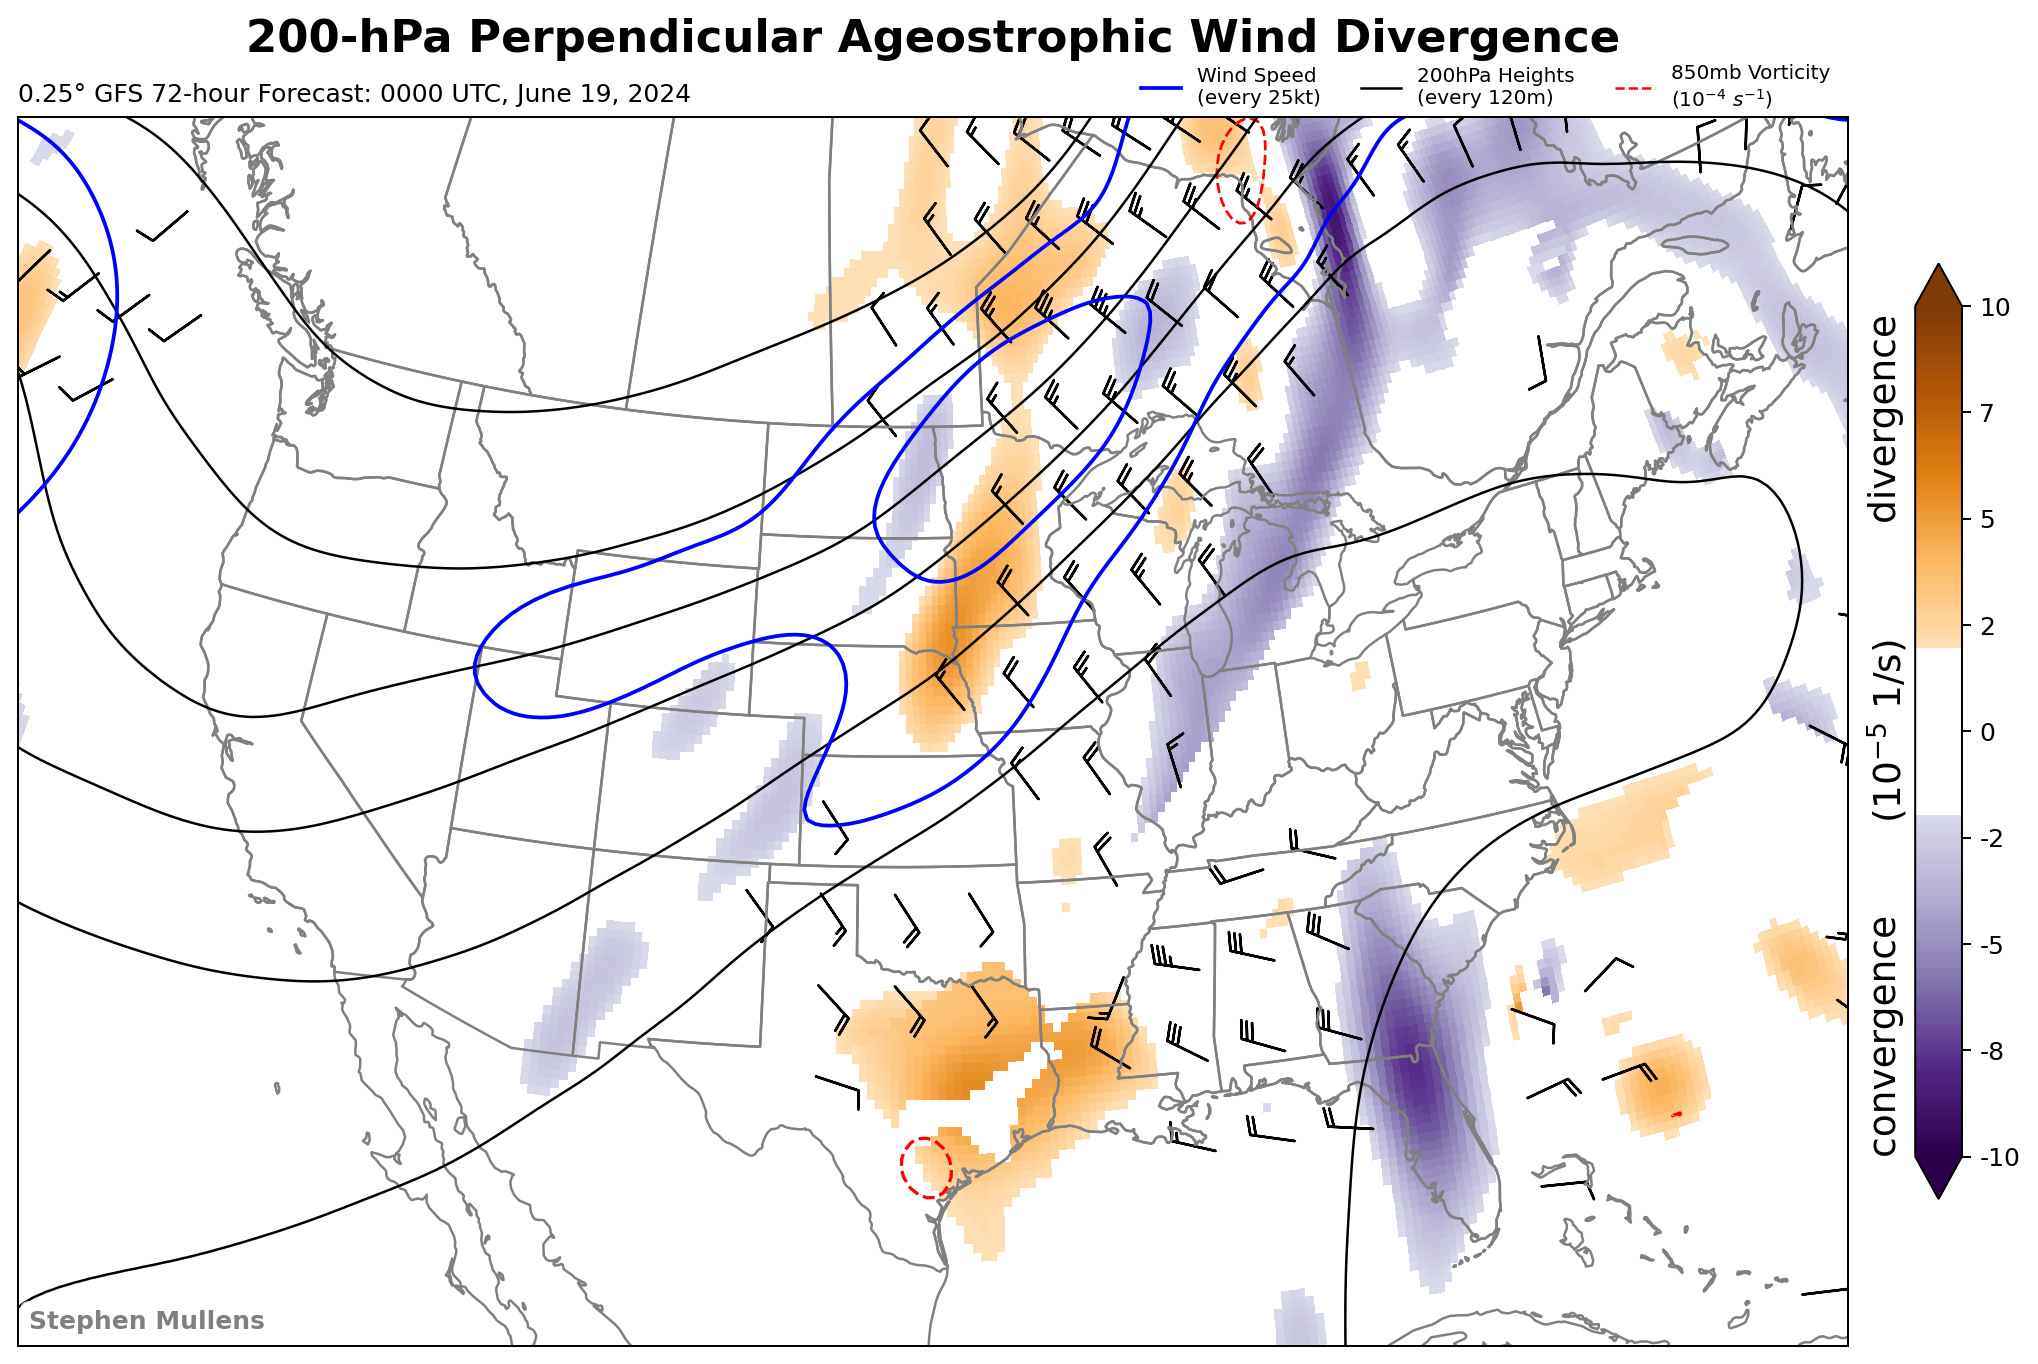 200-hPa Perpendicular Ageostrophic Wind Divergence
0.25° GFS 72-hour Forecast: 0000 UTC, June 19, 2024
Wind Speed
(every 25kt)
200hPa Heights
(every 120m)
850mb Vorticity
(10⁻⁴ s⁻¹)
10
7
5
2
0
-2
-5
-8
-10
convergence (10⁻⁵ 1/s) divergence
Stephen Mullens